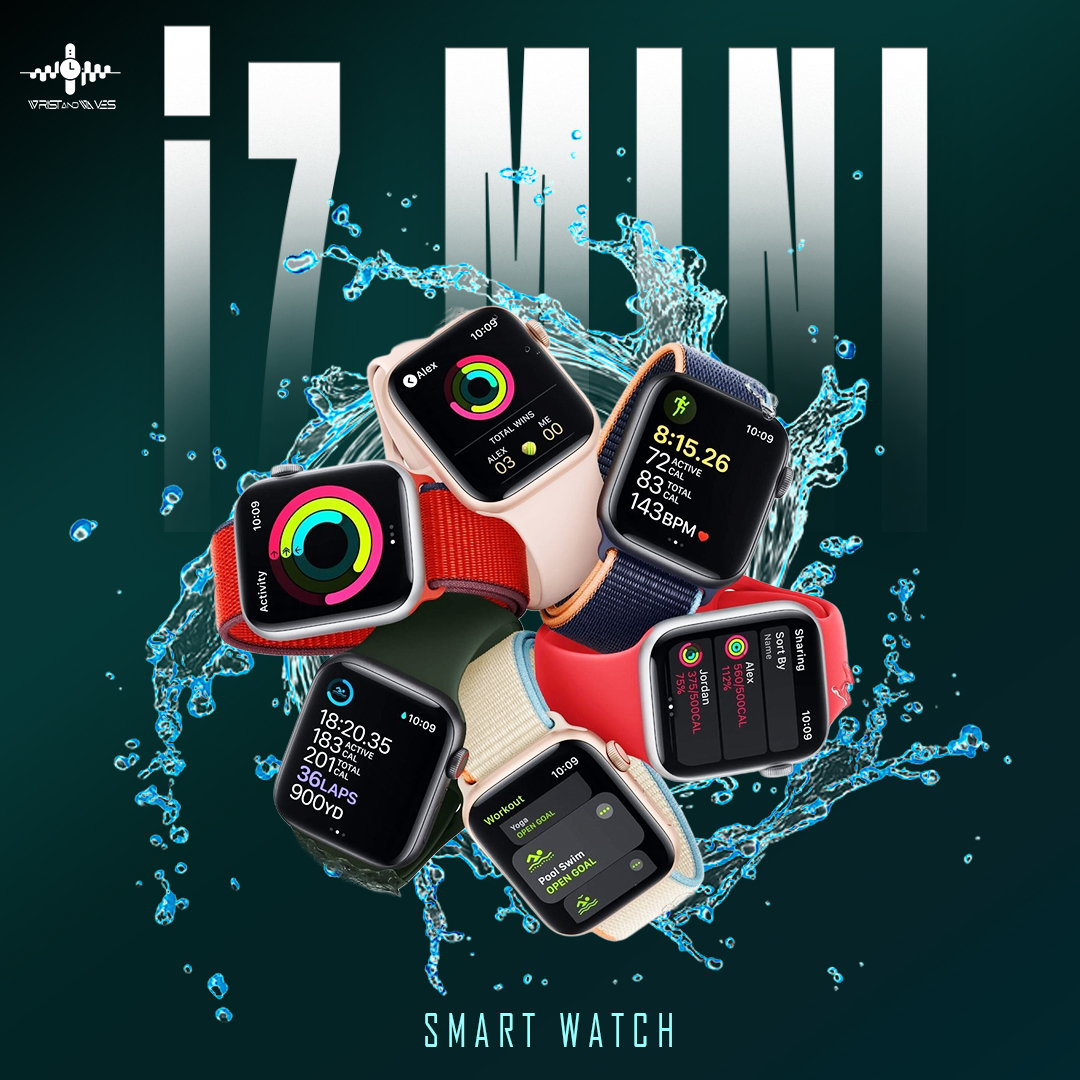 i7 MINI
WRIST AND WAVES
10:09
Alex
TOTAL WINS
ALEX ME
03 00
10:09
8:15.26
72 ACTIVE CAL
83 TOTAL CAL
143BPM
10:09
Activity
Sharing
Sort By
Name
Alex
560/500CAL
112%
Jordan
375/500CAL
75%
10:09
10:09
18:20.35
183 ACTIVE CAL
201 TOTAL CAL
36LAPS
900YD
10:09
Workout
Yoga
OPEN GOAL
Pool Swim
OPEN GOAL
SMART WATCH